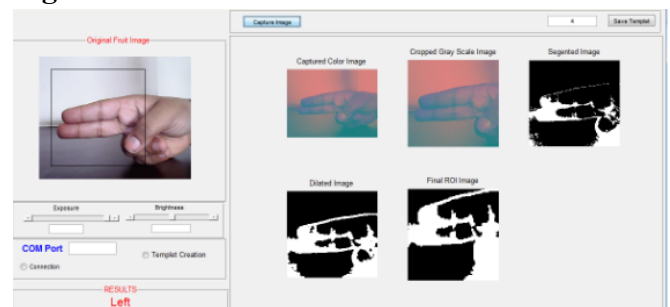 Capture Image
4
Save Templet
Original Fruit Image
Captured Color Image
Cropped Gray Scale Image
Segented Image
Dilated Image
Final ROI Image
Exposure
Brightness
COM Port
Templet Creation
Connection
RESULTS
Left